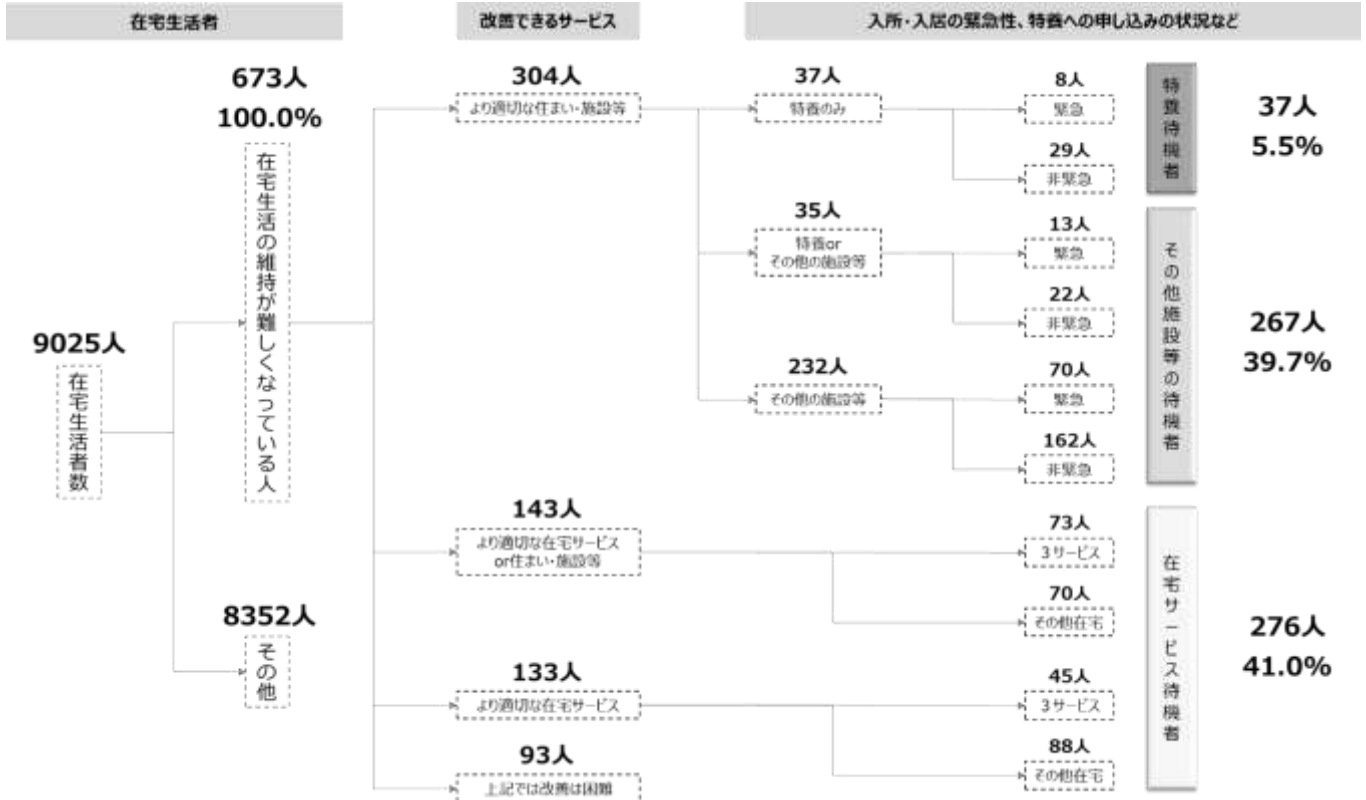 在宅生活者
改善できるサービス
入所・入居の緊急性、特養への申し込みの状況など
9025人
在宅生活者数
673人
100.0%
在宅生活の維持が難しくなっている人
8352人
その他
304人
より適切な住まい・施設等
143人
より適切な在宅サービス
or住まい・施設等
133人
より適切な在宅サービス
93人
上記では改善は困難
37人
特養のみ
35人
特養or
その他の施設等
232人
その他の施設等
8人
緊急
29人
非緊急
13人
緊急
22人
非緊急
70人
緊急
162人
非緊急
73人
3サービス
70人
その他在宅
45人
3サービス
88人
その他在宅
特養待機者
37人
5.5%
その他施設等の待機者
267人
39.7%
在宅サービス待機者
276人
41.0%